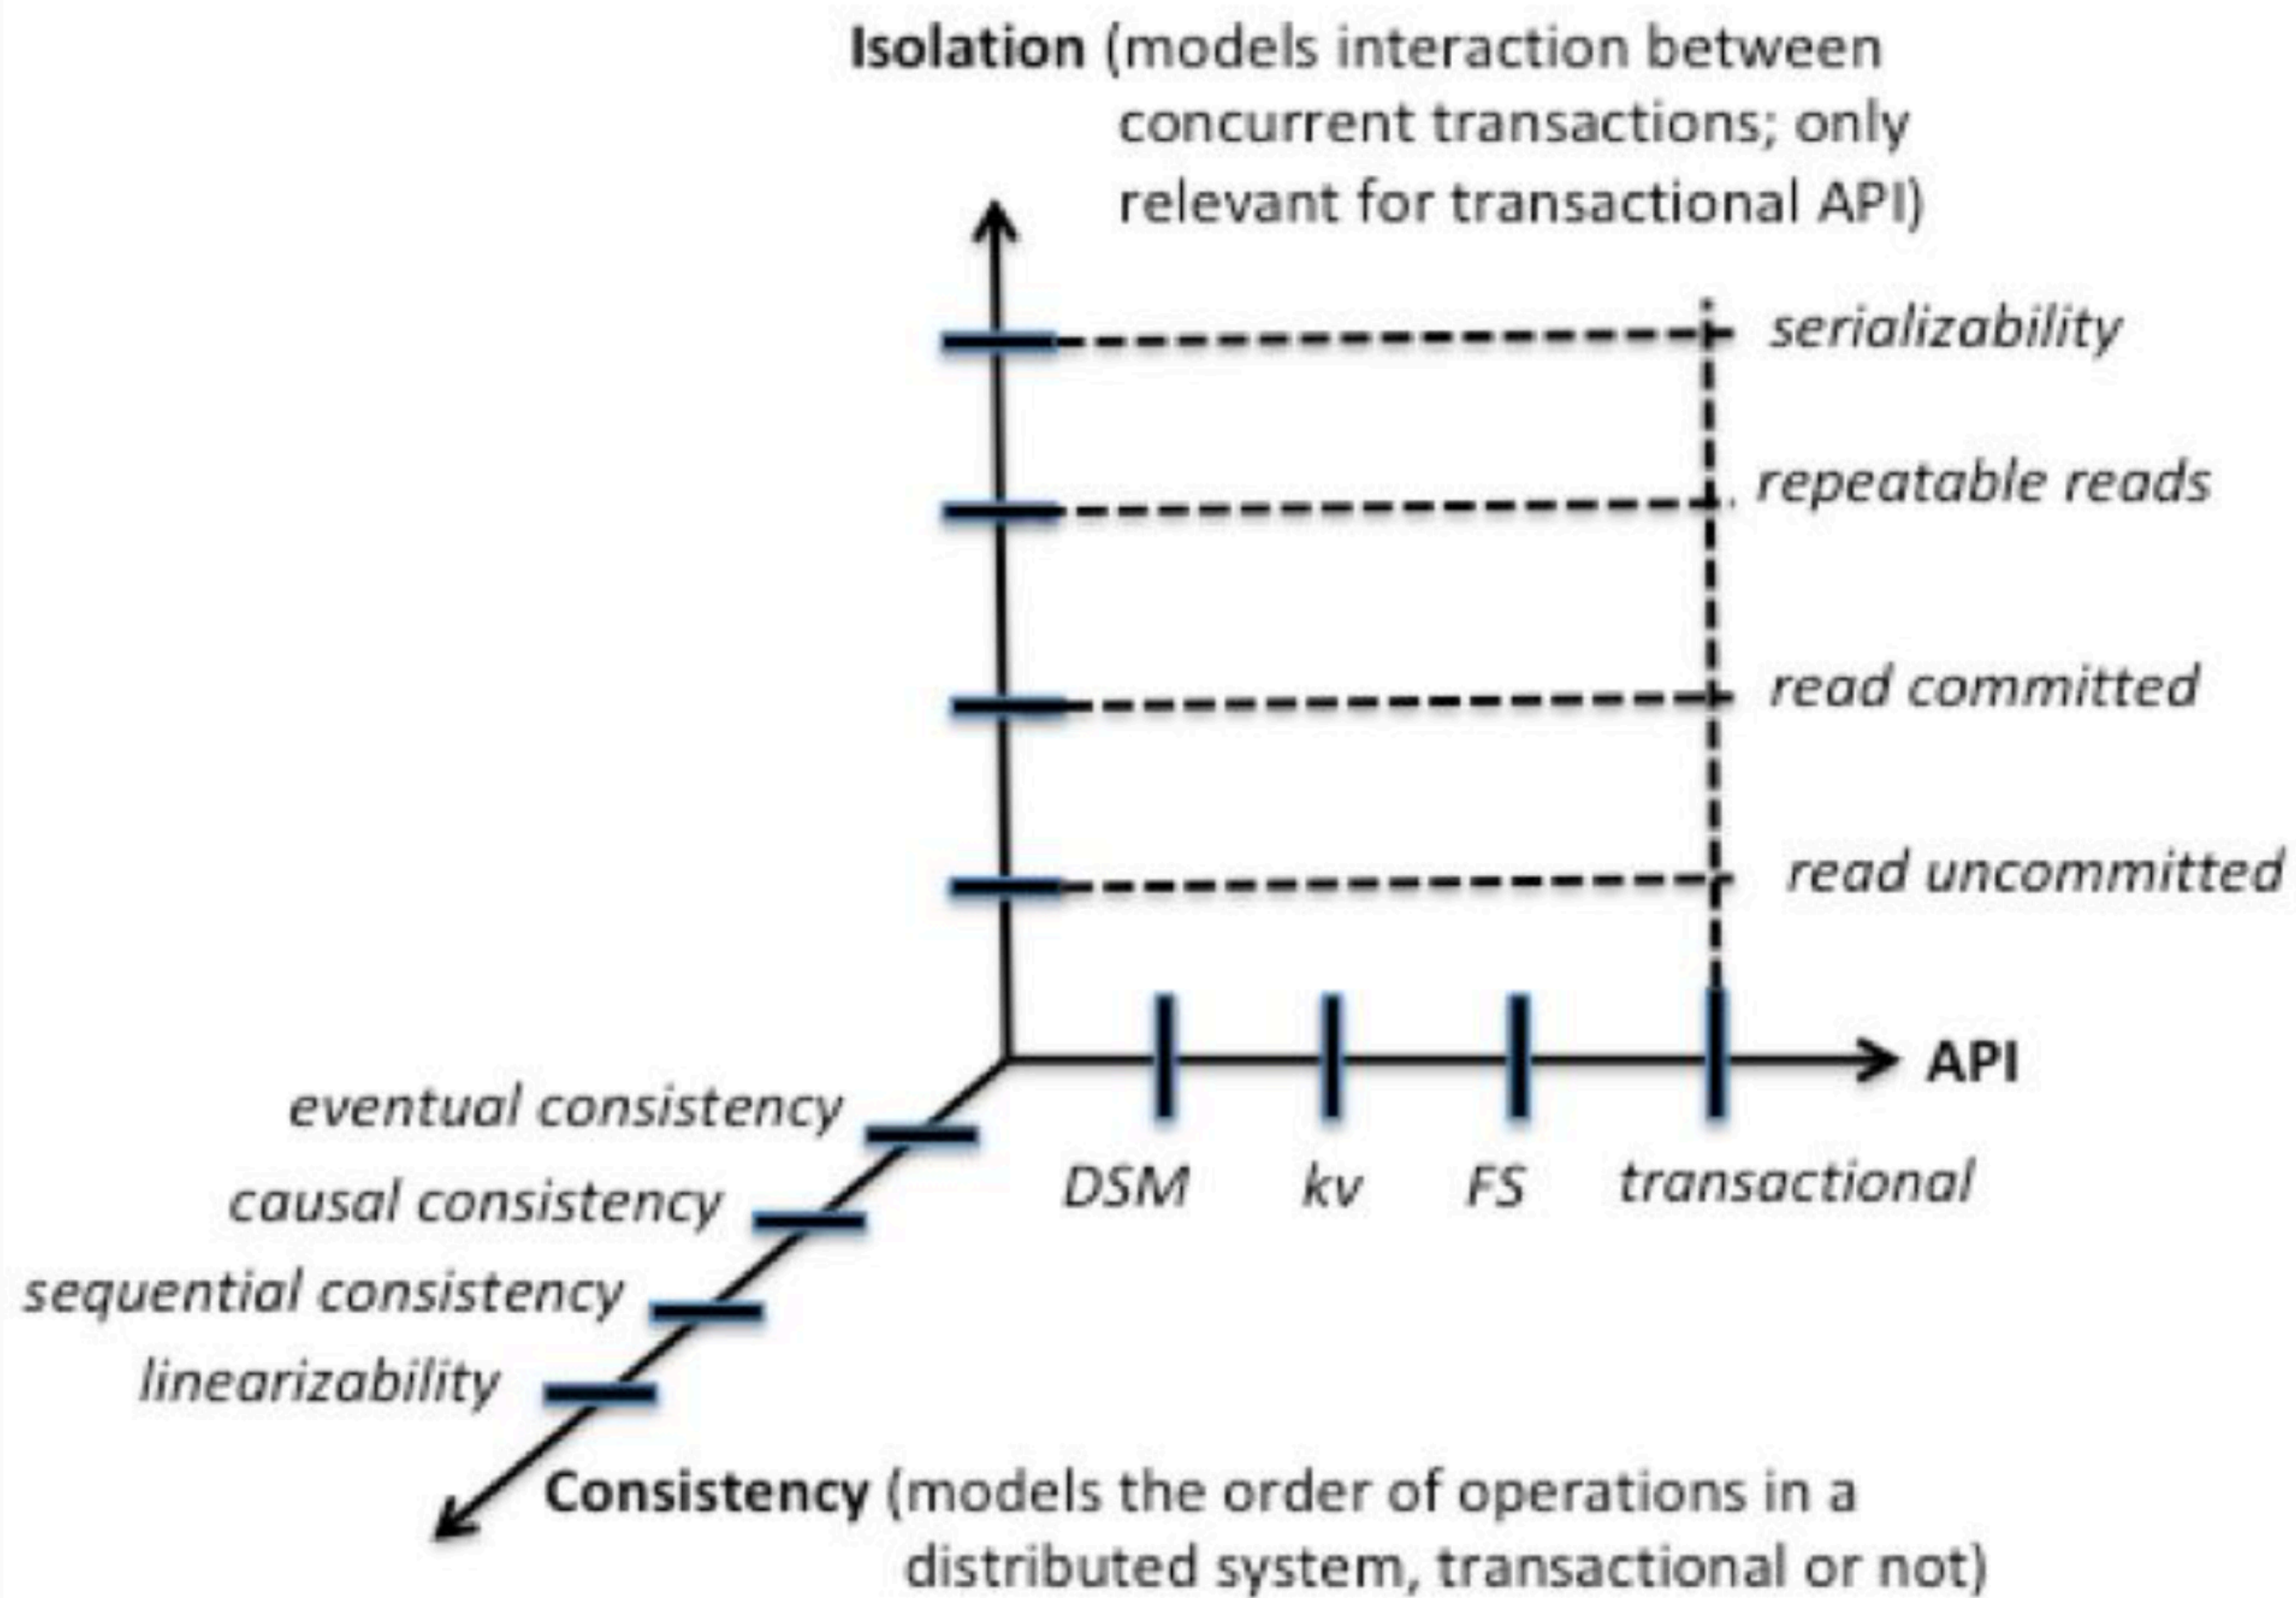 Isolation (models interaction between
concurrent transactions; only
relevant for transactional API)
serializability
repeatable reads
read committed
read uncommitted
API
DSM kv FS transactional
eventual consistency
causal consistency
sequential consistency
linearizability
Consistency (models the order of operations in a
distributed system, transactional or not)